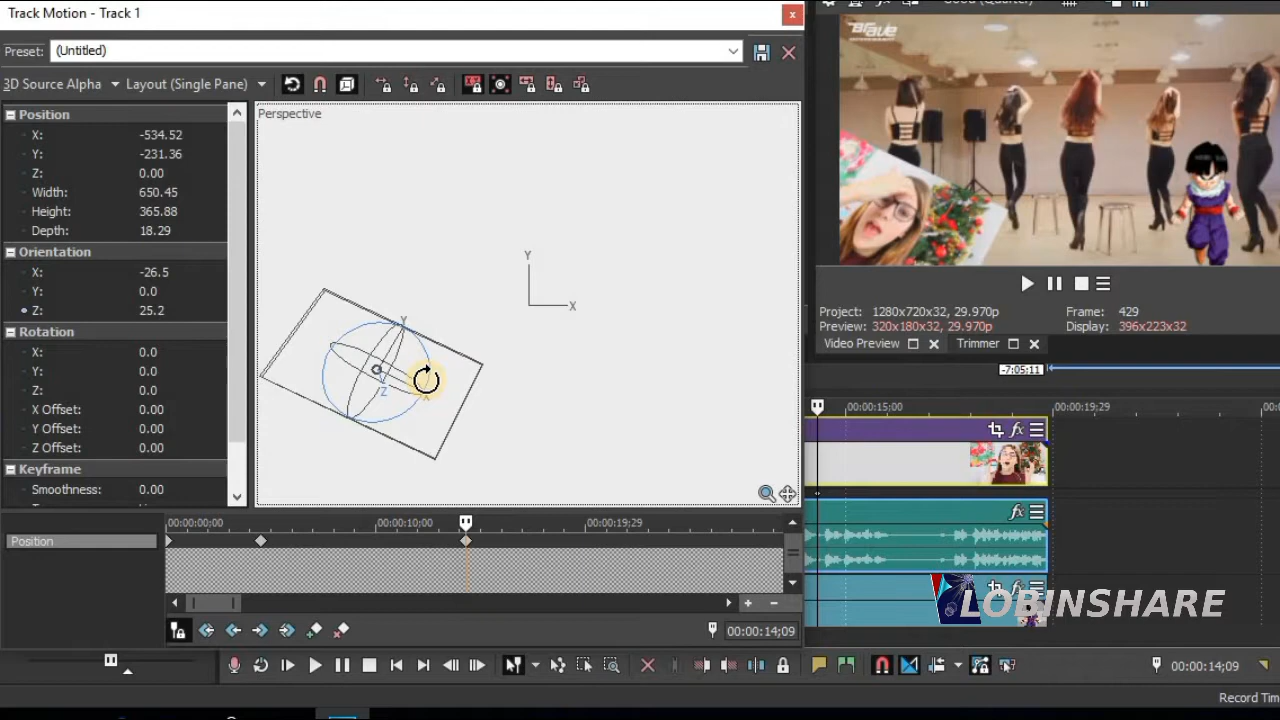 Track Motion - Track 1
x
Preset: (Untitled)
3D Source Alpha Layout (Single Pane)
Position
X: -534.52
Y: -231.36
Z: 0.00
Width: 650.45
Height: 365.88
Depth: 18.29
Orientation
X: -26.5
Y: 0.0
Z: 25.2
Rotation
X: 0.0
Y: 0.0
Z: 0.0
X Offset: 0.00
Y Offset: 0.00
Z Offset: 0.00
Keyframe
Smoothness: 0.00
Perspective
Y
X
Y
Z
X
00:00:00;00 00:00:10;00 00:00:19;29
Position
00:00:14;09
Brave
Project: 1280x720x32, 29.970p
Preview: 320x180x32, 29.970p
Frame: 429
Display: 396x223x32
Video Preview Trimmer
-7:05;11
00:00:15;00 00:00:19;29
fx
fx
fx
LOBINSHARE
00:00:14;09
Record Tim